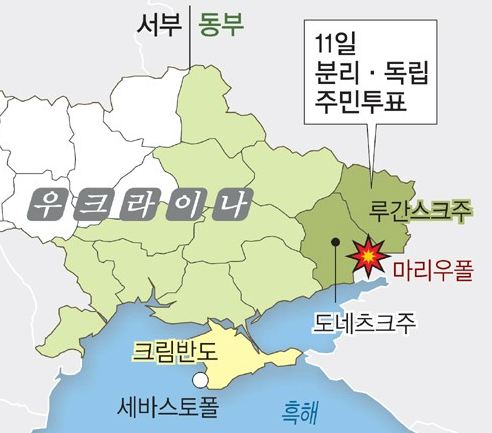 서부 동부
11일
분리·독립
주민투표
우크라이나
루간스크주
마리우폴
도네츠크주
크림반도
세바스토폴
흑해